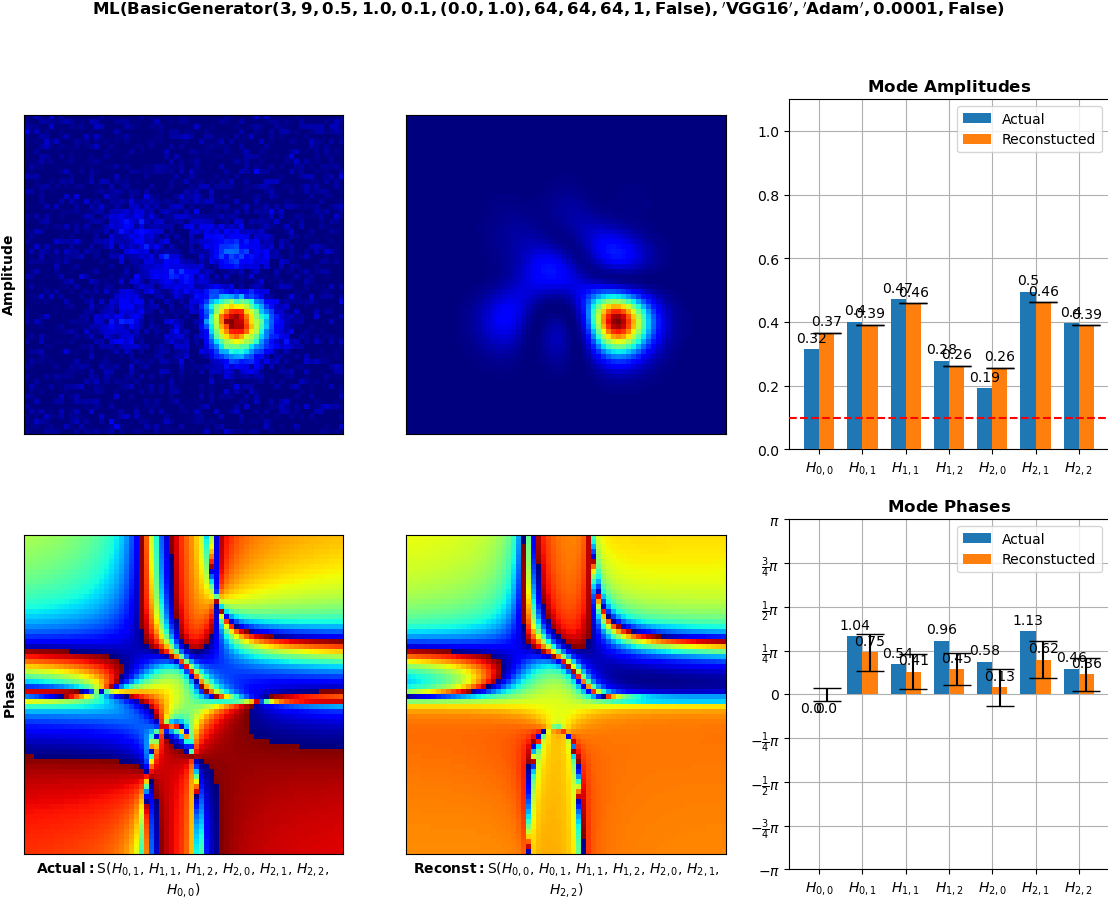 ML(BasicGenerator(3, 9, 0.5, 1.0, 0.1, (0.0, 1.0), 64, 64, 64, 1, False), ′VGG16′, ′Adam′, 0.0001, False)
Amplitude
Mode Amplitudes
Actual
Reconstucted
1.0
0.8
0.6
0.4
0.2
0.0
0.32
0.37
0.4
0.39
0.47
0.46
0.28
0.26
0.19
0.26
0.5
0.46
0.4
0.39
H0,0 H0,1 H1,1 H1,2 H2,0 H2,1 H2,2
Phase
Actual: S(H0,1, H1,1, H1,2, H2,0, H2,1, H2,2,
H0,0)
Reconst: S(H0,0, H0,1, H1,1, H1,2, H2,0, H2,1,
H2,2)
Mode Phases
Actual
Reconstucted
π
3/4π
1/2π
1/4π
0
−1/4π
−1/2π
−3/4π
−π
0.0
0.0
1.04
0.75
0.54
0.41
0.96
0.45
0.58
0.13
1.13
0.62
0.46
0.36
H0,0 H0,1 H1,1 H1,2 H2,0 H2,1 H2,2